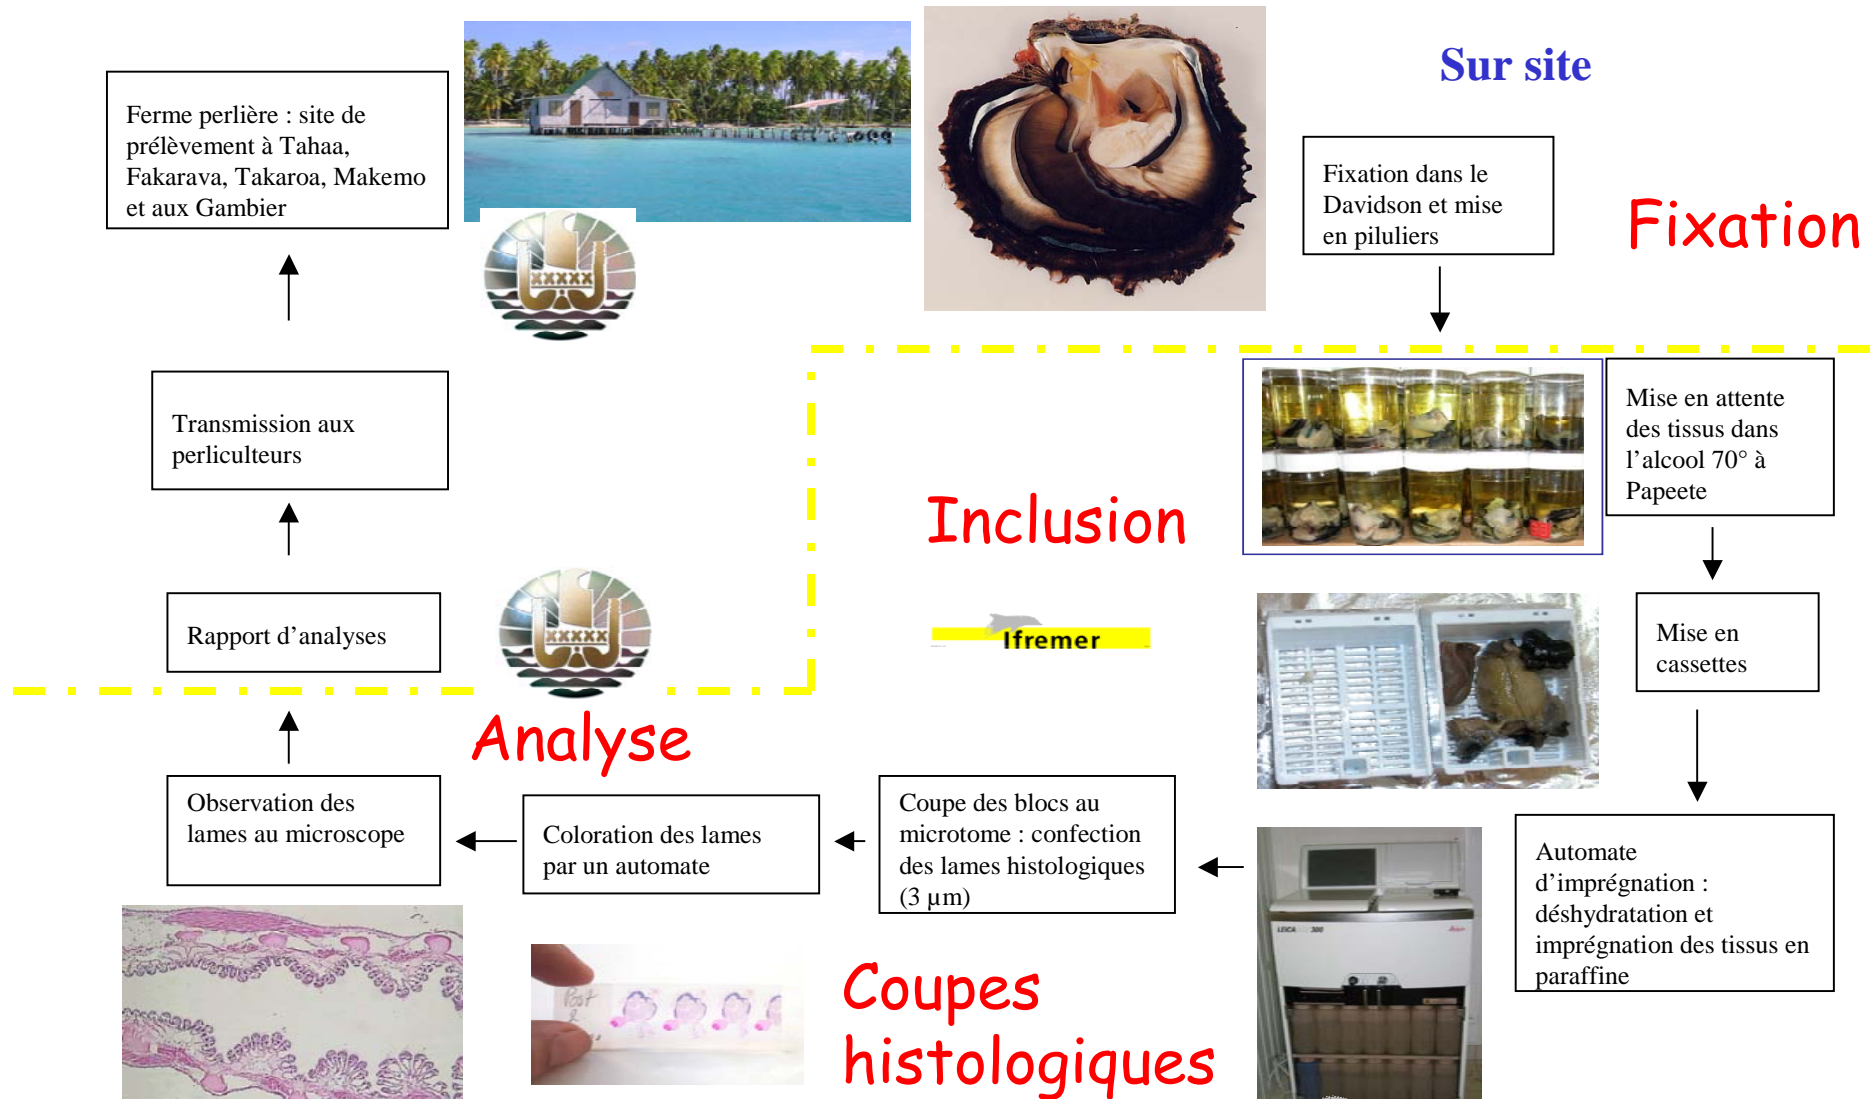 Sur site
Ferme perlière : site de
prélèvement à Tahaa,
Fakarava, Takaroa, Makemo
et aux Gambier
Fixation dans le
Davidson et mise
en piluliers
Fixation
Mise en attente
des tissus dans
l’alcool 70° à
Papeete
Transmission aux
perliculteurs
Inclusion
Rapport d’analyses
Ifremer
Mise en
cassettes
Analyse
Observation des
lames au microscope
Coloration des lames
par un automate
Coupe des blocs au
microtome : confection
des lames histologiques
(3 µm)
Automate
d’imprégnation :
déshydratation et
imprégnation des tissus en
paraffine
LEICA
300
Coupes
histologiques